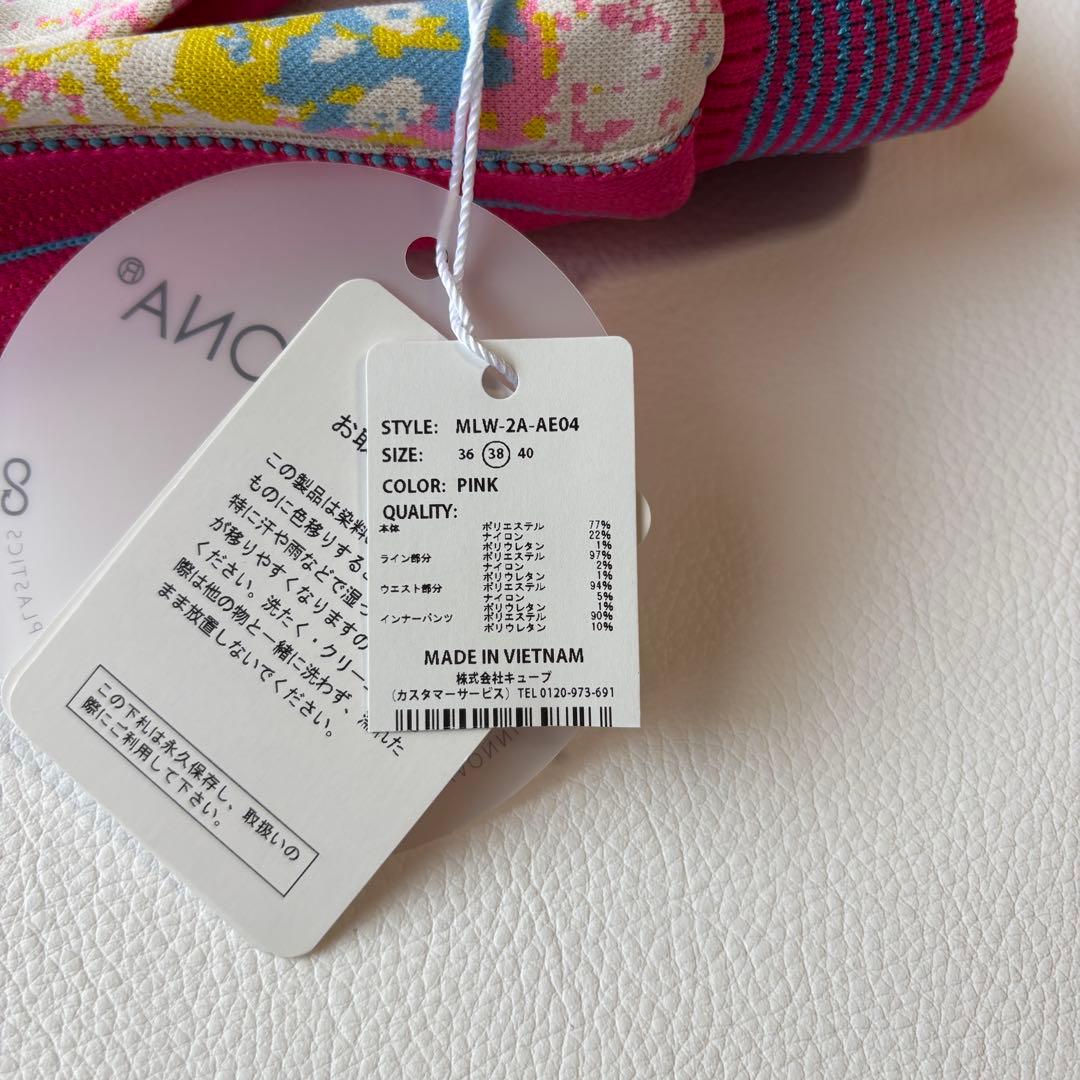 STYLE: MLW-2A-AE04
SIZE: 36 38 40
COLOR: PINK
QUALITY:
本体 ポリエステル 77%
ナイロン 22%
ポリウレタン 1%
ライン部分 ポリエステル 97%
ナイロン 2%
ポリウレタン 1%
ウエスト部分 ポリエステル 94%
ナイロン 5%
ポリウレタン 1%
インナーパンツ ポリエステル 90%
ポリウレタン 10%
MADE IN VIETNAM
株式会社キューブ
(カスタマーサービス) TEL 0120-973-691
お取
この製品は染料
ものに色移りするこ
特に汗や雨などで湿っ
が移りやすくなりますの
ください。洗たく・クリー
際は他の物と一緒に洗わず、濡れた
まま放置しないでください。
この下札は永久保存し、取扱いの
際にご利用して下さい。
ONA®
PLASTICS
INNOV